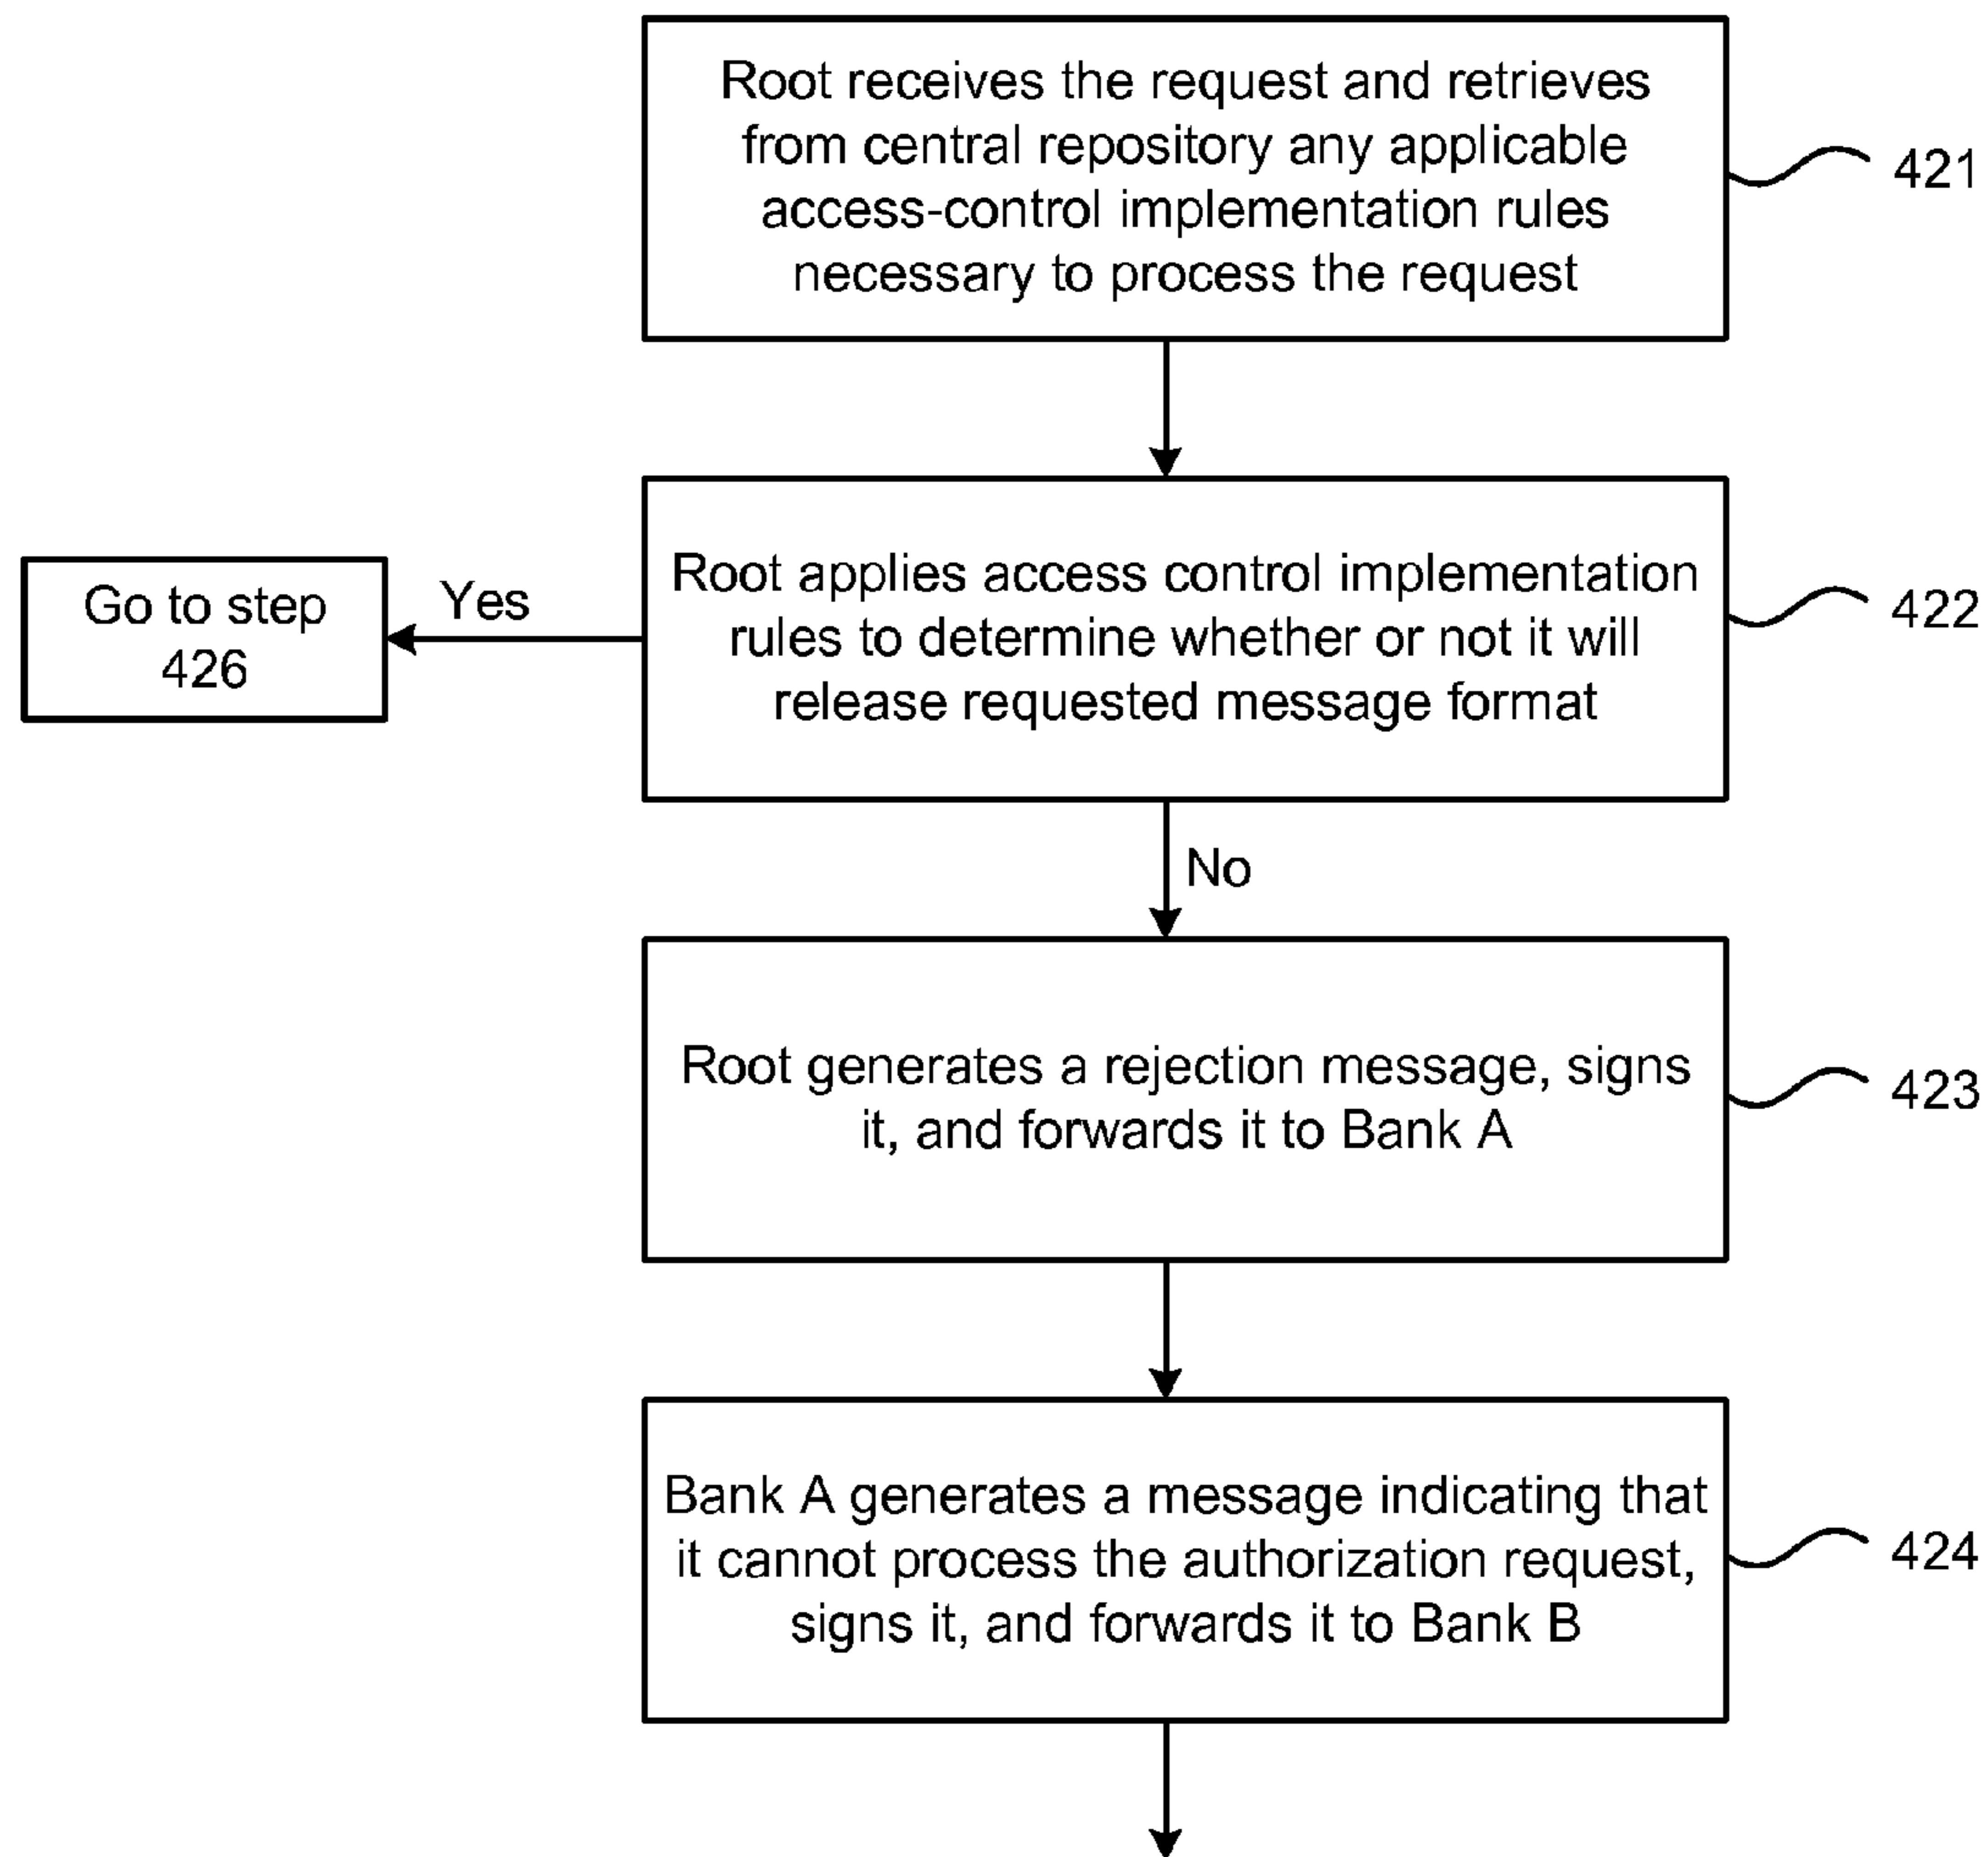 Root receives the request and retrieves
from central repository any applicable
access-control implementation rules
necessary to process the request
421
Go to step
426
Yes
Root applies access control implementation
rules to determine whether or not it will
release requested message format
422
No
Root generates a rejection message, signs
it, and forwards it to Bank A
423
Bank A generates a message indicating that
it cannot process the authorization request,
signs it, and forwards it to Bank B
424